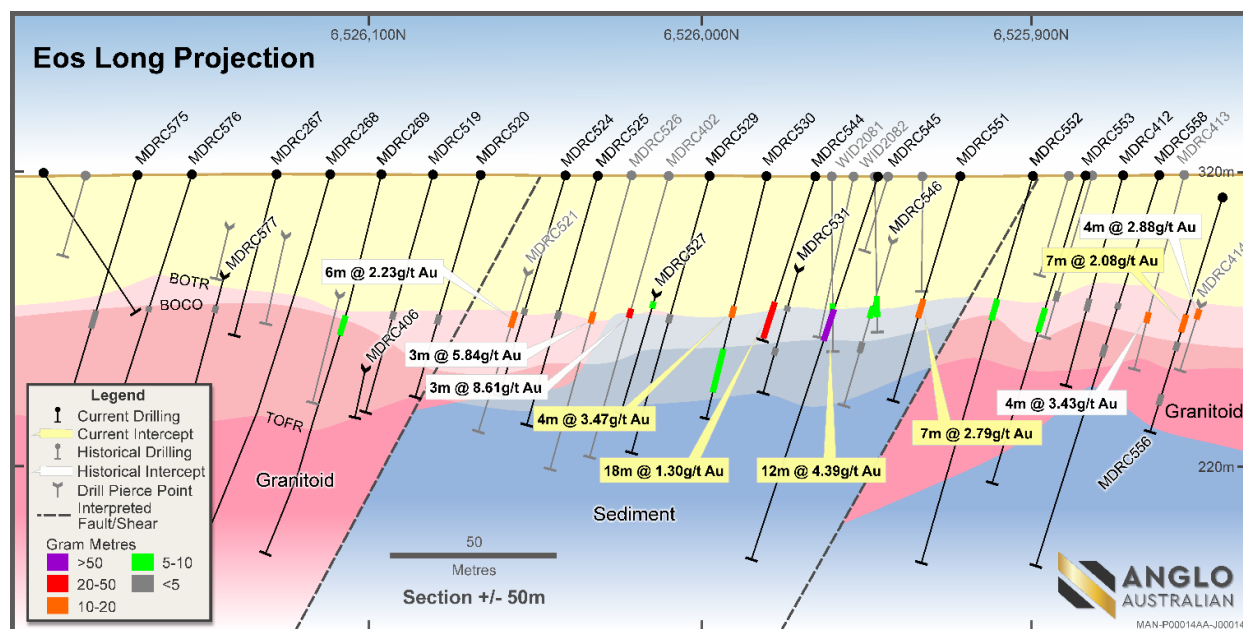 Eos Long Projection
6,526,100N
6,526,000N
6,525,900N
MDRC575
MDRC576
MDRC267
MDRC268
MDRC269
MDRC519
MDRC520
MDRC524
MDRC525
MDRC526
MDRC402
MDRC529
MDRC530
MDRC544
WID2081
WID2082
MDRC545
MDRC551
MDRC552
MDRC553
MDRC412
MDRC558
MDRC413
320m
MDRC577
MDRC521
MDRC527
MDRC531
MDRC546
MDRC414
MDRC406
MDRC556
BOTR
BOCO
TOFR
6m @ 2.23g/t Au
3m @ 5.84g/t Au
3m @ 8.61g/t Au
4m @ 3.47g/t Au
18m @ 1.30g/t Au
12m @ 4.39g/t Au
7m @ 2.79g/t Au
4m @ 3.43g/t Au
7m @ 2.08g/t Au
4m @ 2.88g/t Au
Granitoid
Sediment
Granitoid
220m
Legend
Current Drilling
Current Intercept
Historical Drilling
Historical Intercept
Drill Pierce Point
Interpreted
Fault/Shear
Gram Metres
>50
5-10
20-50
<5
10-20
50
Metres
Section +/- 50m
ANGLO
AUSTRALIAN
MAN-P00014AA-J00014